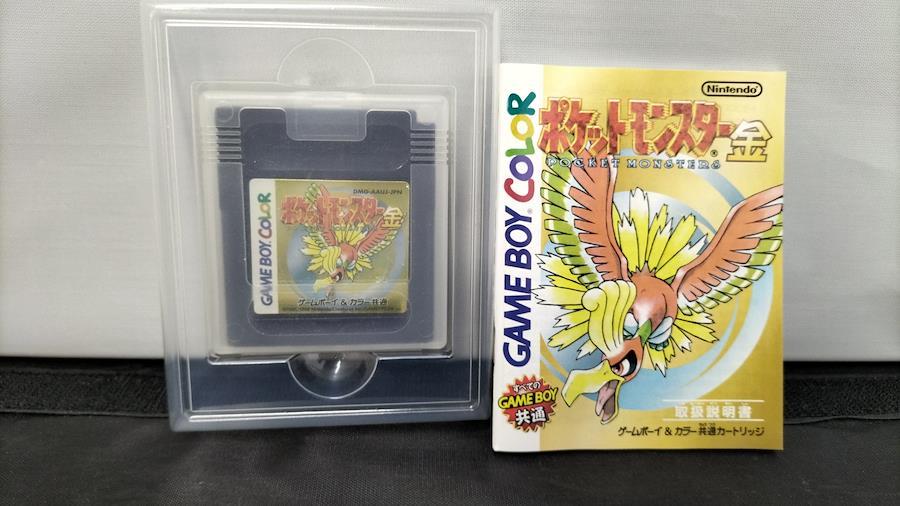 DMG-AAUJ-JPN
ポケットモンスター金
GAME BOY COLOR
ゲームボーイ & カラー共通
Nintendo
ポケットモンスター金
POCKET MONSTERS
GAME BOY COLOR
すべての
GAME BOY
共通
取扱説明書
ゲームボーイ & カラー共通カートリッジ